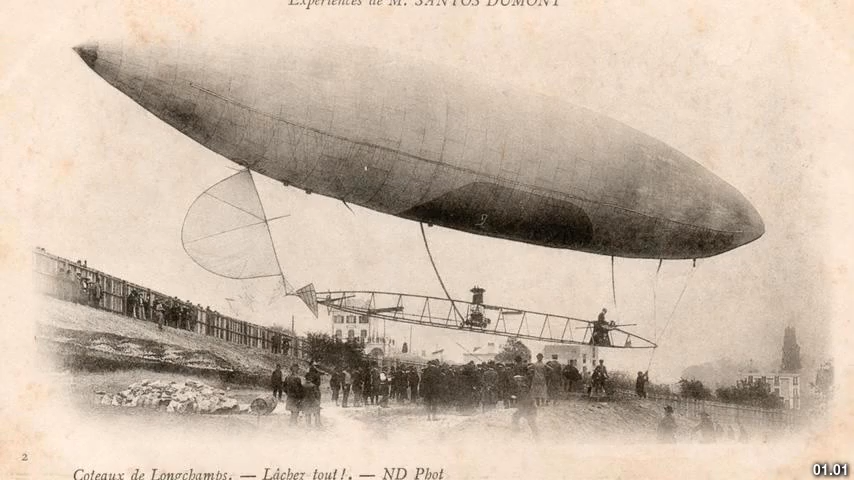 Expériences de M. SANTOS DUMONT
2
Coteaux de Longchamps. — Lâchez tout!. — ND Phot
01.01